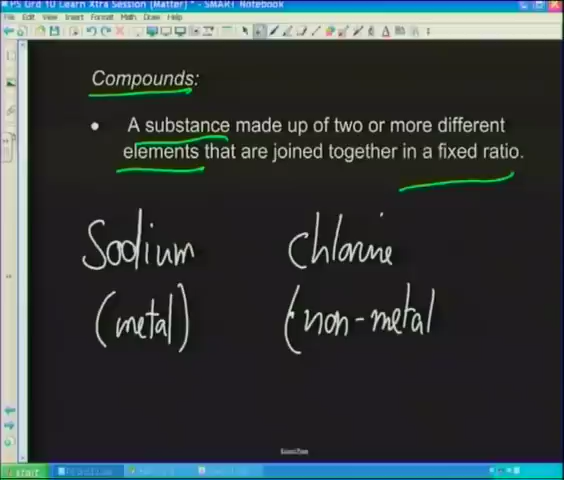 PS Grd 10 Learn Xtra Session (Matter) * - SMART Notebook
File Edit View Insert Format Math Draw Help
Compounds:
• A substance made up of two or more different
elements that are joined together in a fixed ratio.
Sodium chlorine
(metal) (non-metal
start